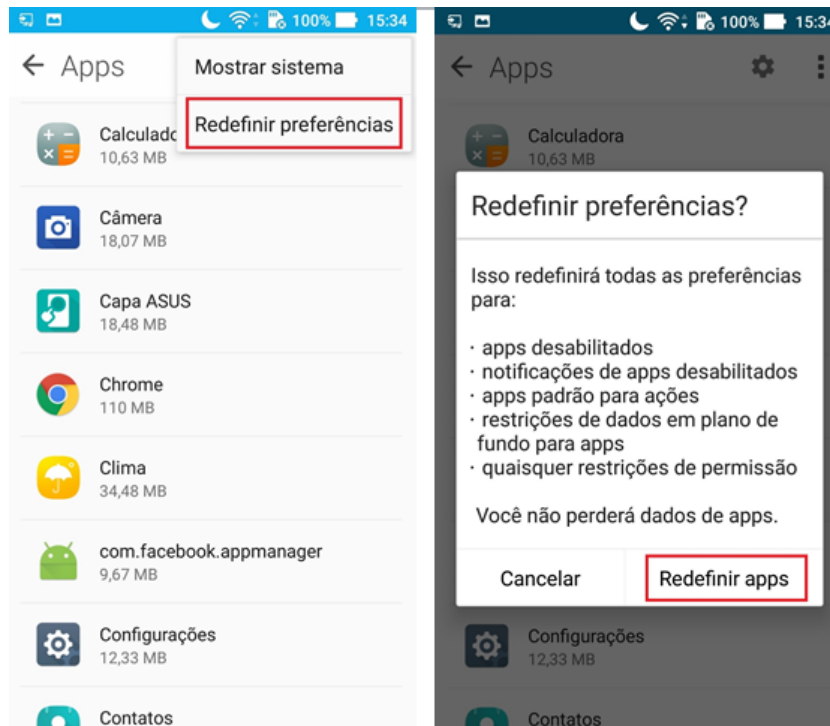 100% 15:34
Apps
Mostrar sistema
Redefinir preferências
Calculadc
10,63 MB
Câmera
18,07 MB
Capa ASUS
18,48 MB
Chrome
110 MB
Clima
34,48 MB
com.facebook.appmanager
9,67 MB
Configurações
12,33 MB
Contatos
100% 15:34
Apps
Calculadora
10,63 MB
Redefinir preferências?
Isso redefinirá todas as preferências
para:
· apps desabilitados
· notificações de apps desabilitados
· apps padrão para ações
· restrições de dados em plano de
fundo para apps
· quaisquer restrições de permissão
Você não perderá dados de apps.
Cancelar
Redefinir apps
Configurações
12,33 MB
Contatos